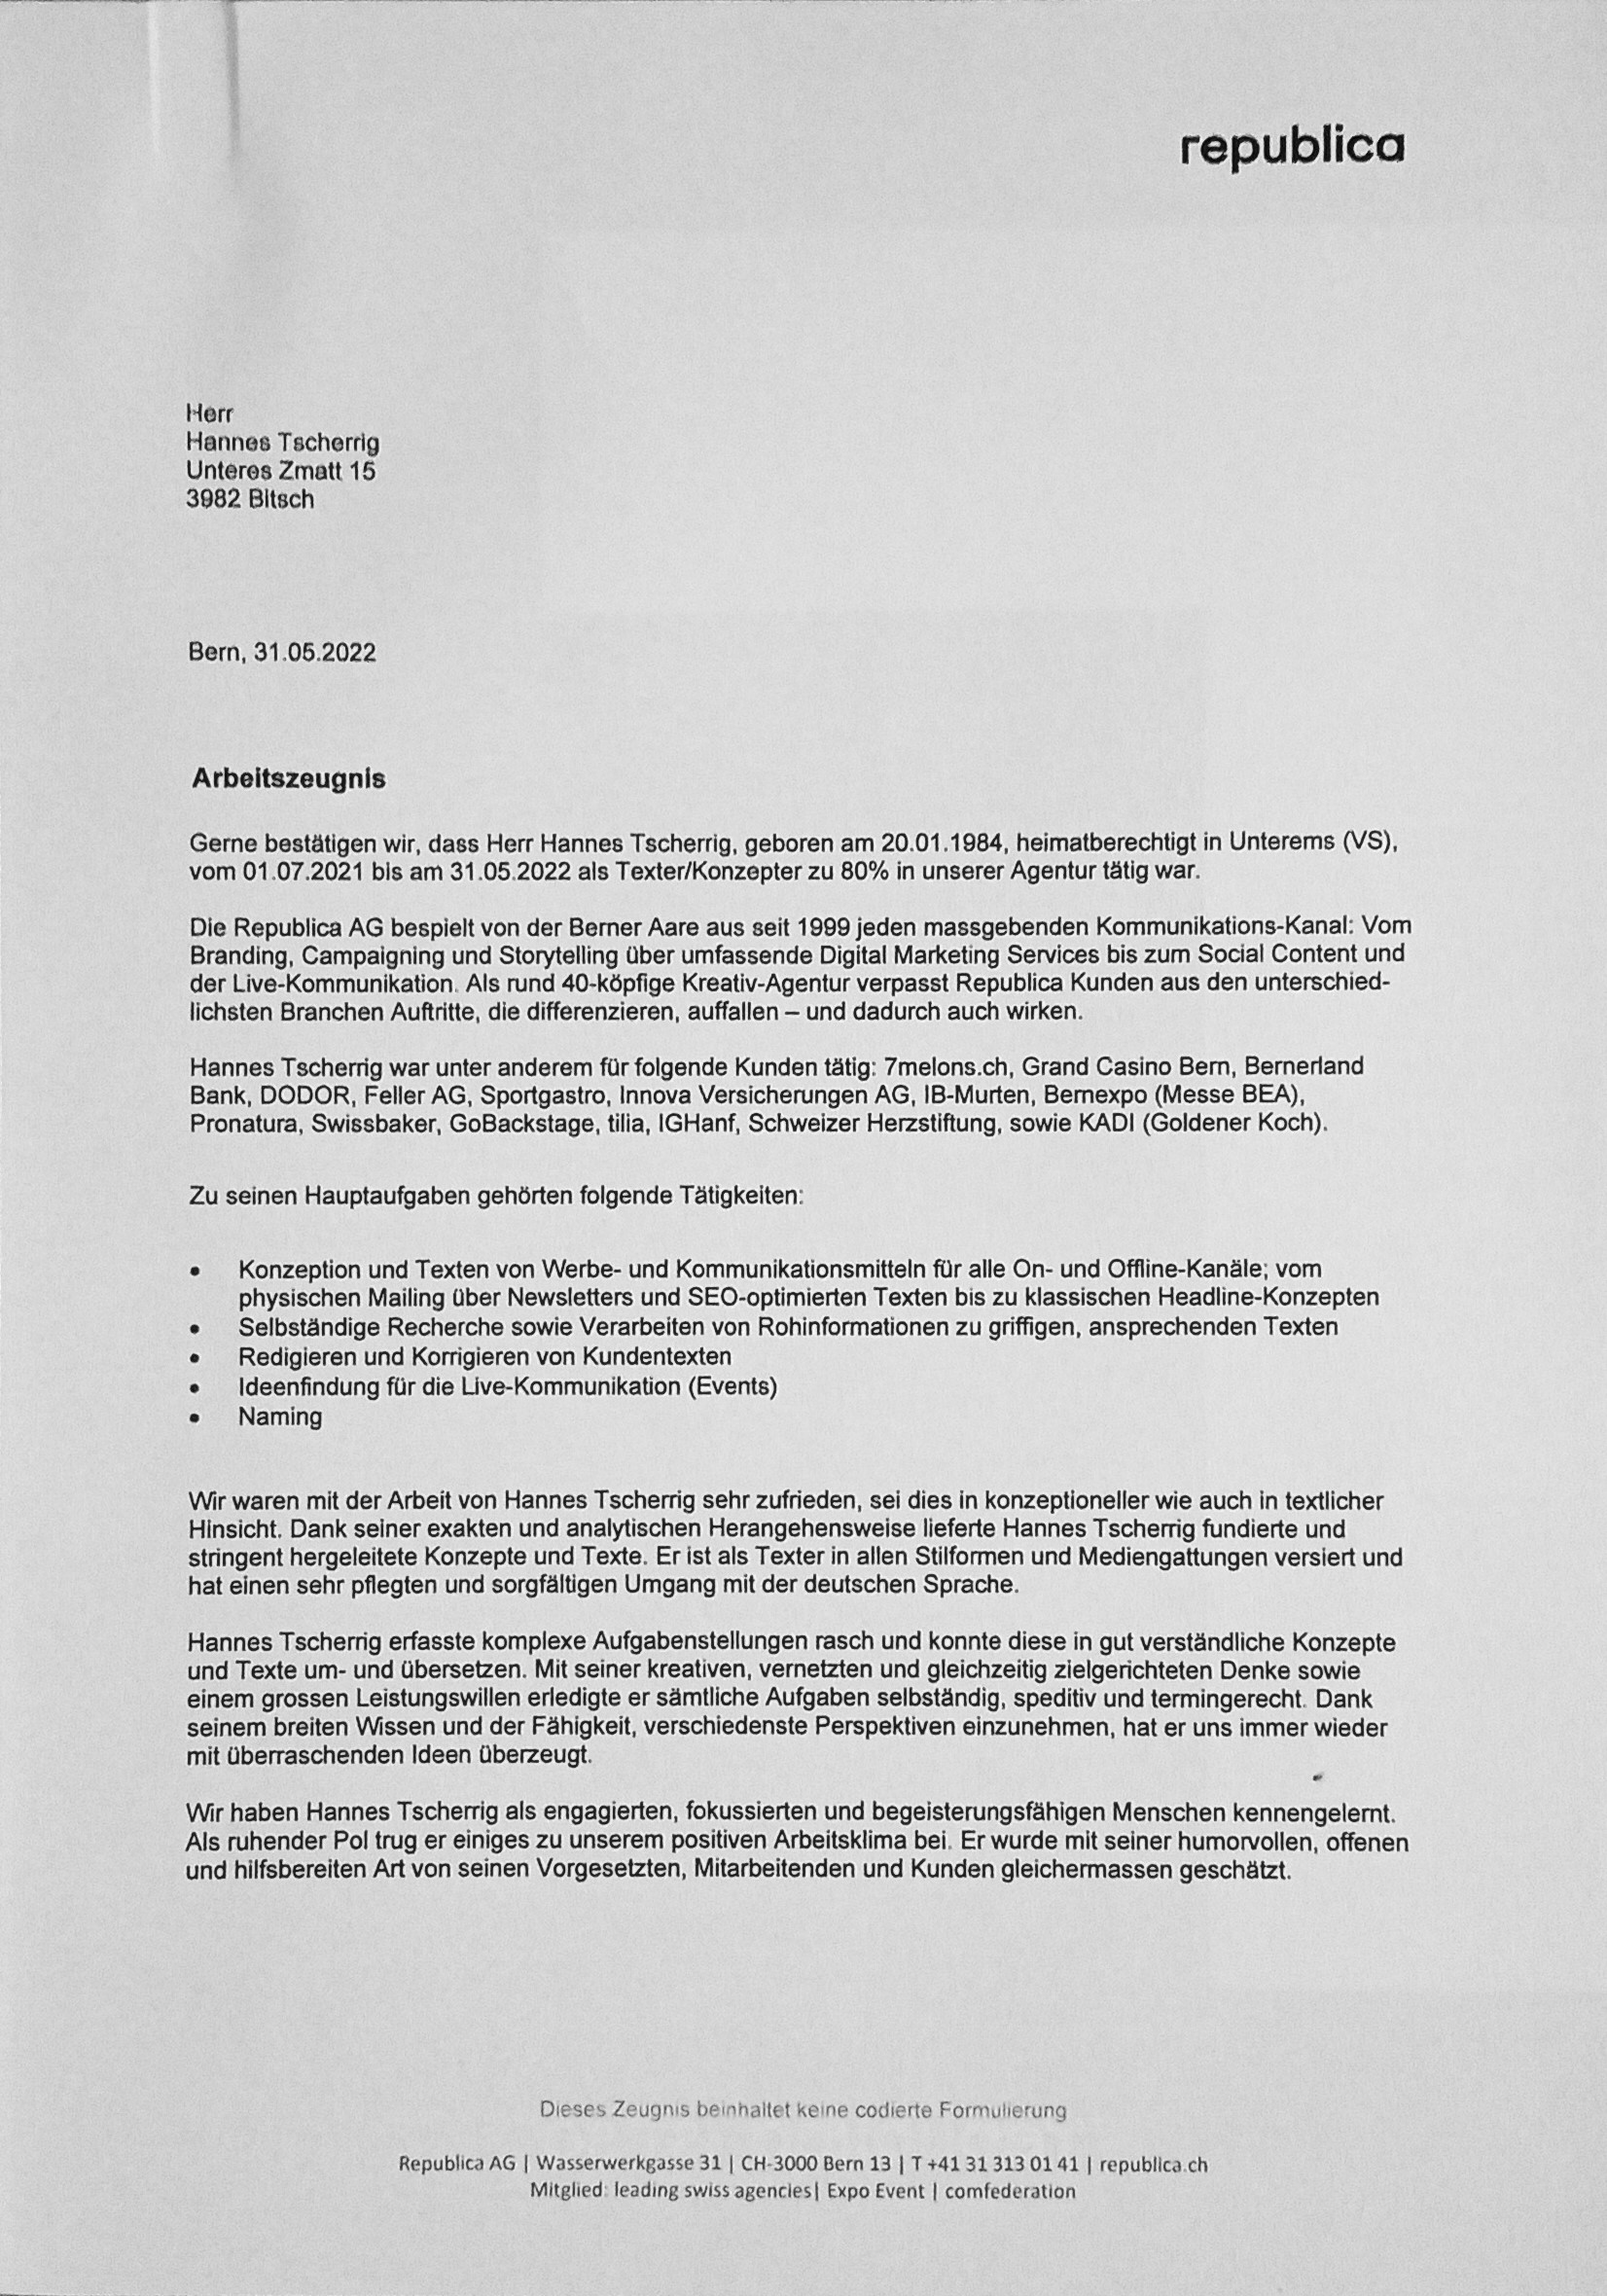 republica
Herr
Hannes Tscherrig
Unteres Zmatt 15
3982 Bitsch
Bern, 31.05.2022
Arbeitszeugnis
Gerne bestätigen wir, dass Herr Hannes Tscherrig, geboren am 20.01.1984, heimatberechtigt in Unterems (VS),
vom 01.07.2021 bis am 31.05.2022 als Texter/Konzepter zu 80% in unserer Agentur tätig war.
Die Republica AG bespielt von der Berner Aare aus seit 1999 jeden massgebenden Kommunikations-Kanal: Vom
Branding, Campaigning und Storytelling über umfassende Digital Marketing Services bis zum Social Content und
der Live-Kommunikation. Als rund 40-köpfige Kreativ-Agentur verpasst Republica Kunden aus den unterschied-
lichsten Branchen Auftritte, die differenzieren, auffallen – und dadurch auch wirken.
Hannes Tscherrig war unter anderem für folgende Kunden tätig: 7melons.ch, Grand Casino Bern, Bernerland
Bank, DODOR, Feller AG, Sportgastro, Innova Versicherungen AG, IB-Murten, Bernexpo (Messe BEA),
Pronatura, Swissbaker, GoBackstage, tilia, IGHanf, Schweizer Herzstiftung, sowie KADI (Goldener Koch).
Zu seinen Hauptaufgaben gehörten folgende Tätigkeiten:
• Konzeption und Texten von Werbe- und Kommunikationsmitteln für alle On- und Offline-Kanäle; vom
physischen Mailing über Newsletters und SEO-optimierten Texten bis zu klassischen Headline-Konzepten
• Selbständige Recherche sowie Verarbeiten von Rohinformationen zu griffigen, ansprechenden Texten
• Redigieren und Korrigieren von Kundentexten
• Ideenfindung für die Live-Kommunikation (Events)
• Naming
Wir waren mit der Arbeit von Hannes Tscherrig sehr zufrieden, sei dies in konzeptioneller wie auch in textlicher
Hinsicht. Dank seiner exakten und analytischen Herangehensweise lieferte Hannes Tscherrig fundierte und
stringent hergeleitete Konzepte und Texte. Er ist als Texter in allen Stilformen und Mediengattungen versiert und
hat einen sehr pflegten und sorgfältigen Umgang mit der deutschen Sprache.
Hannes Tscherrig erfasste komplexe Aufgabenstellungen rasch und konnte diese in gut verständliche Konzepte
und Texte um- und übersetzen. Mit seiner kreativen, vernetzten und gleichzeitig zielgerichteten Denke sowie
einem grossen Leistungswillen erledigte er sämtliche Aufgaben selbständig, speditiv und termingerecht. Dank
seinem breiten Wissen und der Fähigkeit, verschiedenste Perspektiven einzunehmen, hat er uns immer wieder
mit überraschenden Ideen überzeugt.
Wir haben Hannes Tscherrig als engagierten, fokussierten und begeisterungsfähigen Menschen kennengelernt.
Als ruhender Pol trug er einiges zu unserem positiven Arbeitsklima bei. Er wurde mit seiner humorvollen, offenen
und hilfsbereiten Art von seinen Vorgesetzten, Mitarbeitenden und Kunden gleichermassen geschätzt.
Dieses Zeugnis beinhaltet keine codierte Formulierung
Republica AG | Wasserwerkgasse 31 | CH-3000 Bern 13 | T +41 31 313 01 41 | republica.ch
Mitglied: leading swiss agencies| Expo Event | comfederation